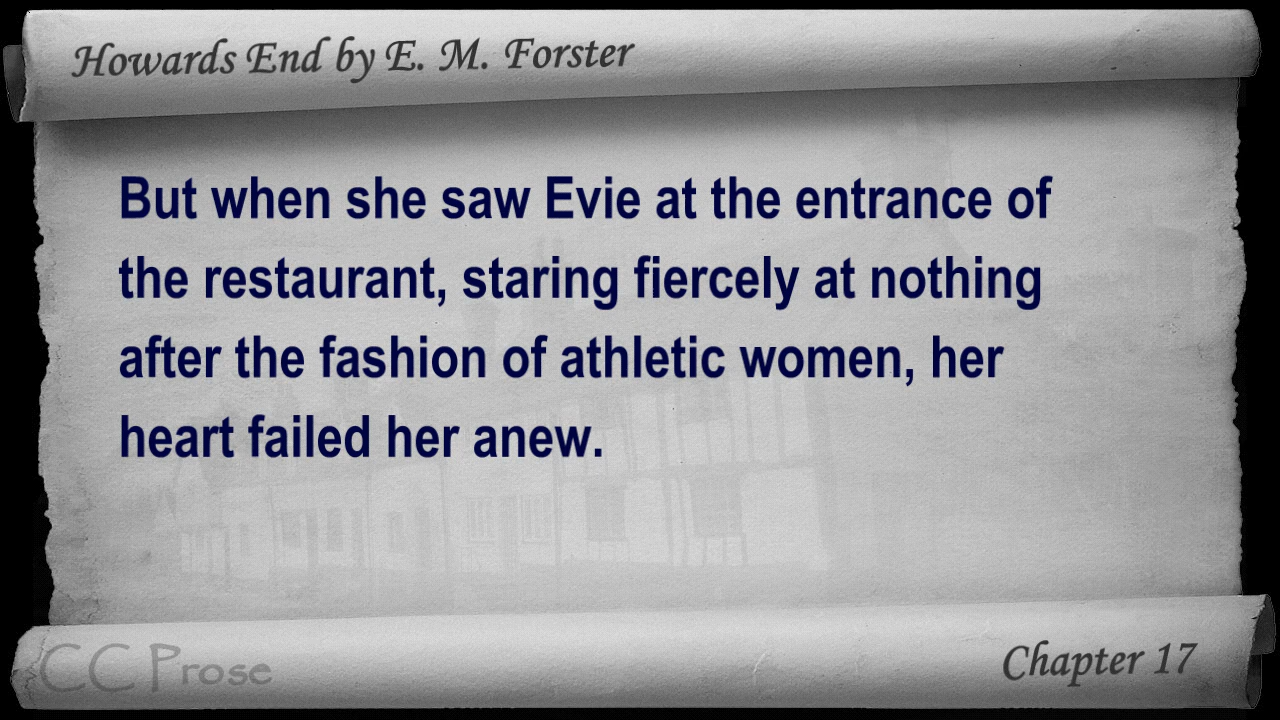 Howards End by E. M. Forster
But when she saw Evie at the entrance of
the restaurant, staring fiercely at nothing
after the fashion of athletic women, her
heart failed her anew.
CC Prose
Chapter 17